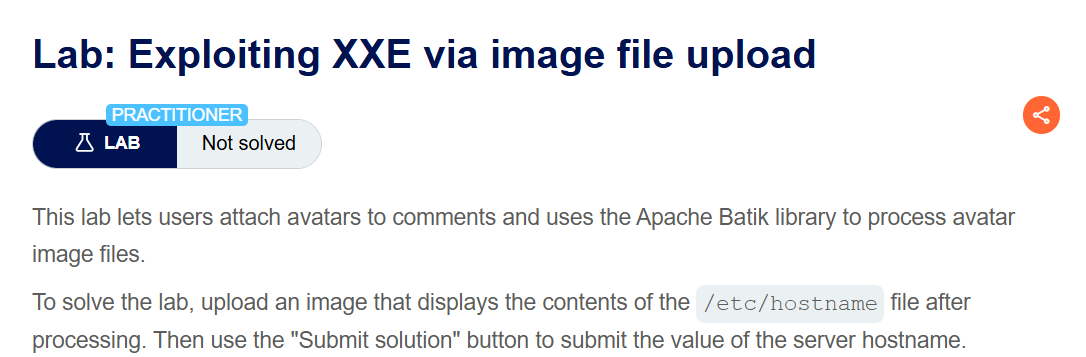 Lab: Exploiting XXE via image file upload
PRACTITIONER
LAB
Not solved
This lab lets users attach avatars to comments and uses the Apache Batik library to process avatar
image files.
To solve the lab, upload an image that displays the contents of the /etc/hostname file after
processing. Then use the "Submit solution" button to submit the value of the server hostname.